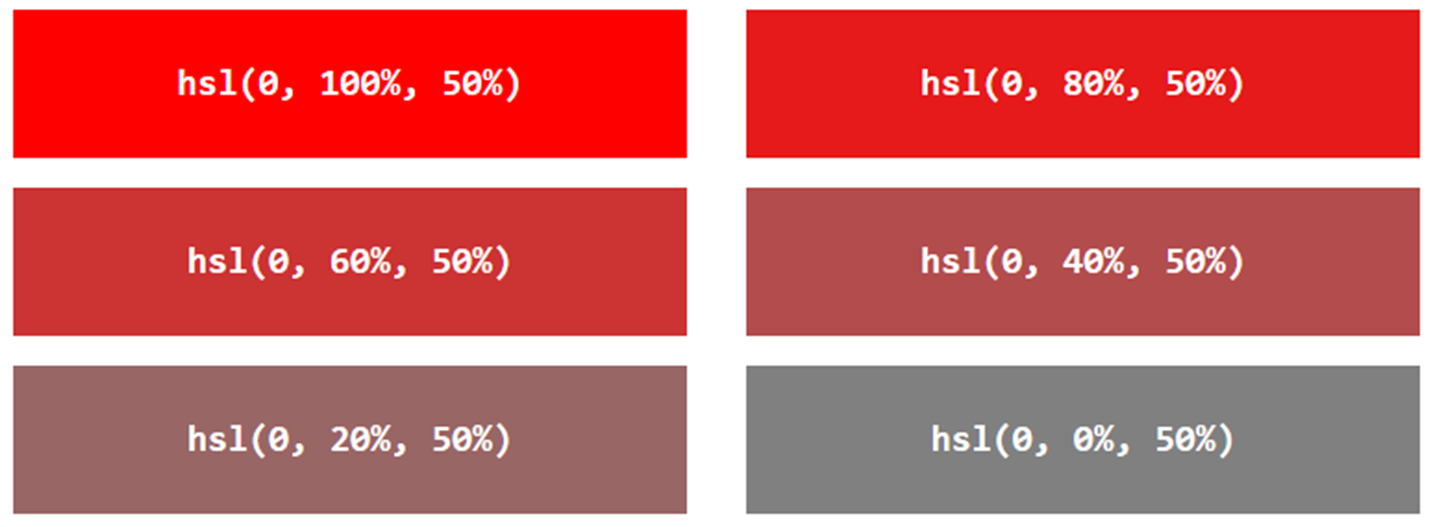 hsl(0, 100%, 50%)
hsl(0, 80%, 50%)
hsl(0, 60%, 50%)
hsl(0, 40%, 50%)
hsl(0, 20%, 50%)
hsl(0, 0%, 50%)